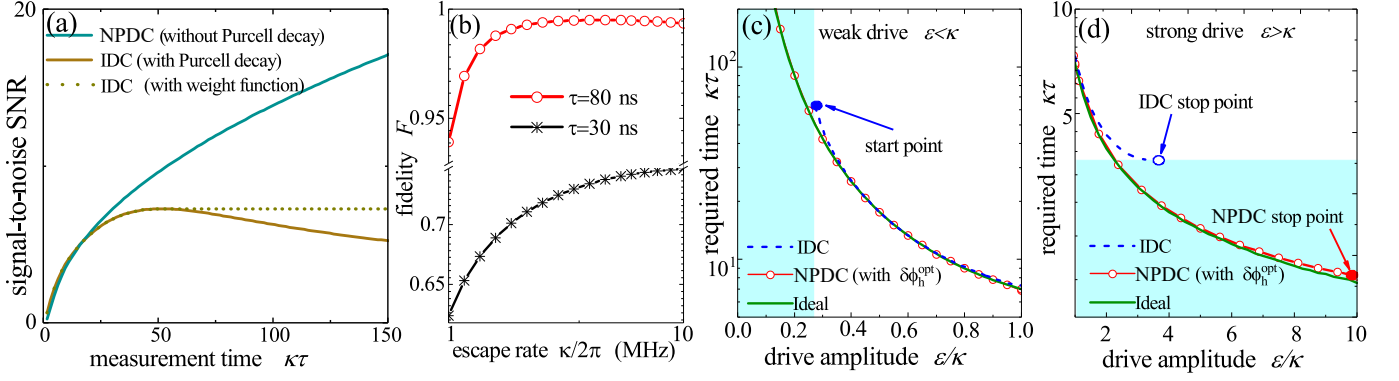 (a)
NPDC (without Purcell decay)
IDC (with Purcell decay)
IDC (with weight function)
signal-to-noise SNR
20
10
0
0
50
100
150
measurement time κτ
(b)
1
0.95
0.7
0.65
fidelity F
τ=80 ns
τ=30 ns
1
10
escape rate κ/2π (MHz)
(c)
weak drive ε<κ
10²
10¹
required time κτ
start point
IDC
NPDC (with δϕₕᵒᵖᵗ)
Ideal
0.0
0.2
0.4
0.6
0.8
1.0
drive amplitude ε/κ
(d)
strong drive ε>κ
10
5
required time κτ
IDC stop point
NPDC stop point
IDC
NPDC (with δϕₕᵒᵖᵗ)
Ideal
2
4
6
8
10
drive amplitude ε/κ